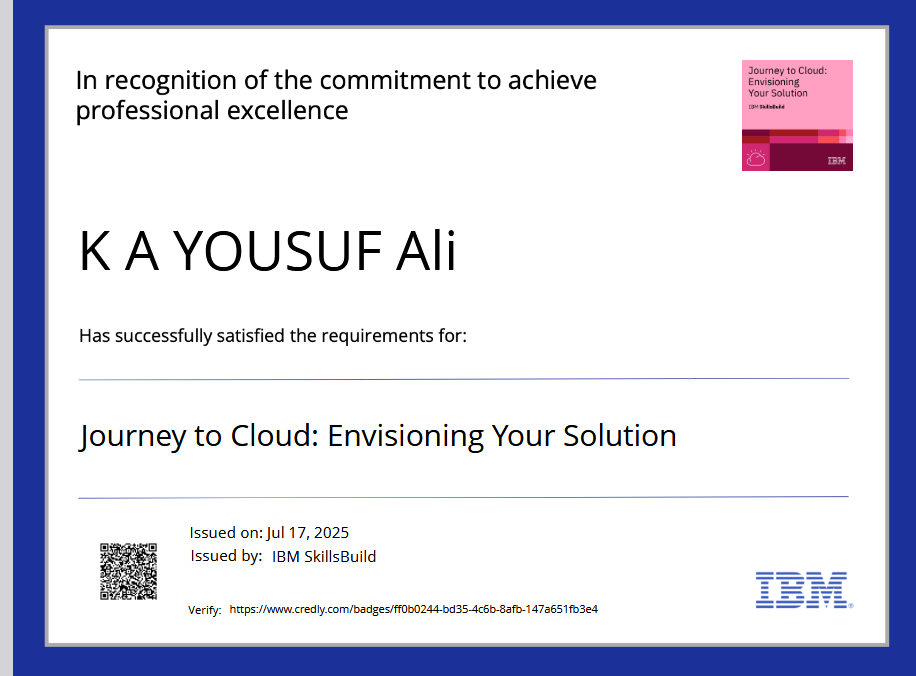 In recognition of the commitment to achieve
professional excellence
Journey to Cloud:
Envisioning
Your Solution
IBM SkillsBuild
IBM
K A YOUSUF Ali
Has successfully satisfied the requirements for:
Journey to Cloud: Envisioning Your Solution
Issued on: Jul 17, 2025
Issued by: IBM SkillsBuild
Verify: https://www.credly.com/badges/ff0b0244-bd35-4c6b-8afb-147a651fb3e4
IBM®